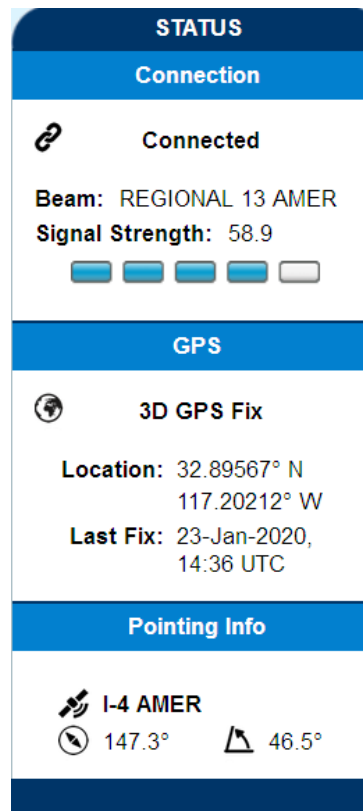 STATUS
Connection
Connected
Beam: REGIONAL 13 AMER
Signal Strength: 58.9
GPS
3D GPS Fix
Location: 32.89567° N
117.20212° W
Last Fix: 23-Jan-2020,
14:36 UTC
Pointing Info
I-4 AMER
147.3° 46.5°